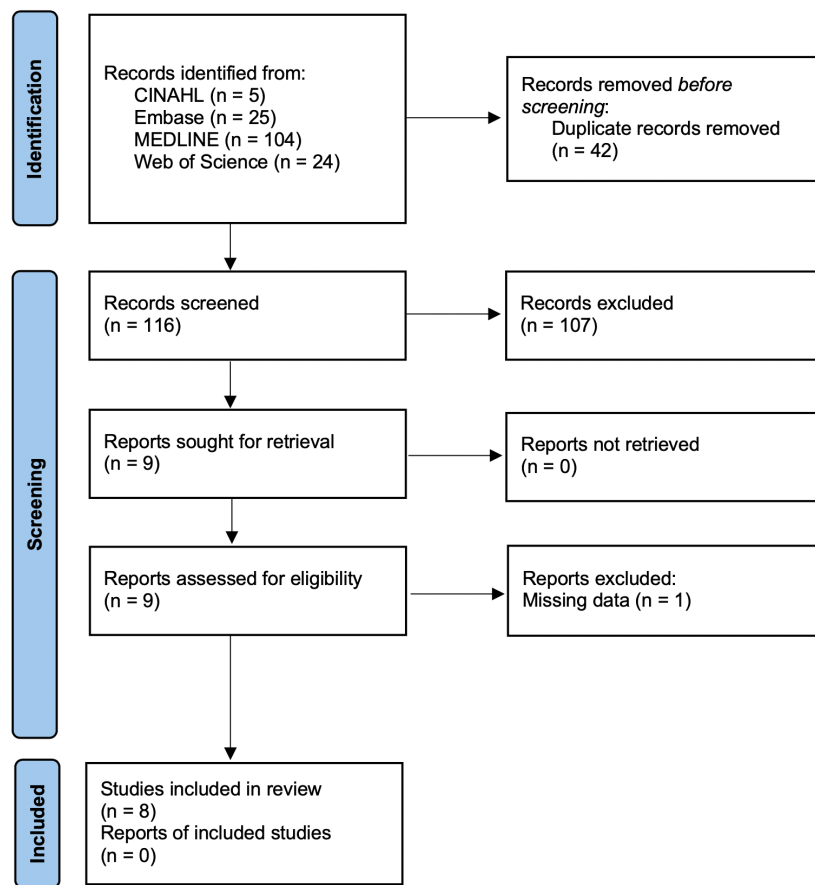 Identification
Records identified from:
CINAHL (n = 5)
Embase (n = 25)
MEDLINE (n = 104)
Web of Science (n = 24)
Records removed before
screening:
Duplicate records removed
(n = 42)
Screening
Records screened
(n = 116)
Records excluded
(n = 107)
Reports sought for retrieval
(n = 9)
Reports not retrieved
(n = 0)
Reports assessed for eligibility
(n = 9)
Reports excluded:
Missing data (n = 1)
Included
Studies included in review
(n = 8)
Reports of included studies
(n = 0)